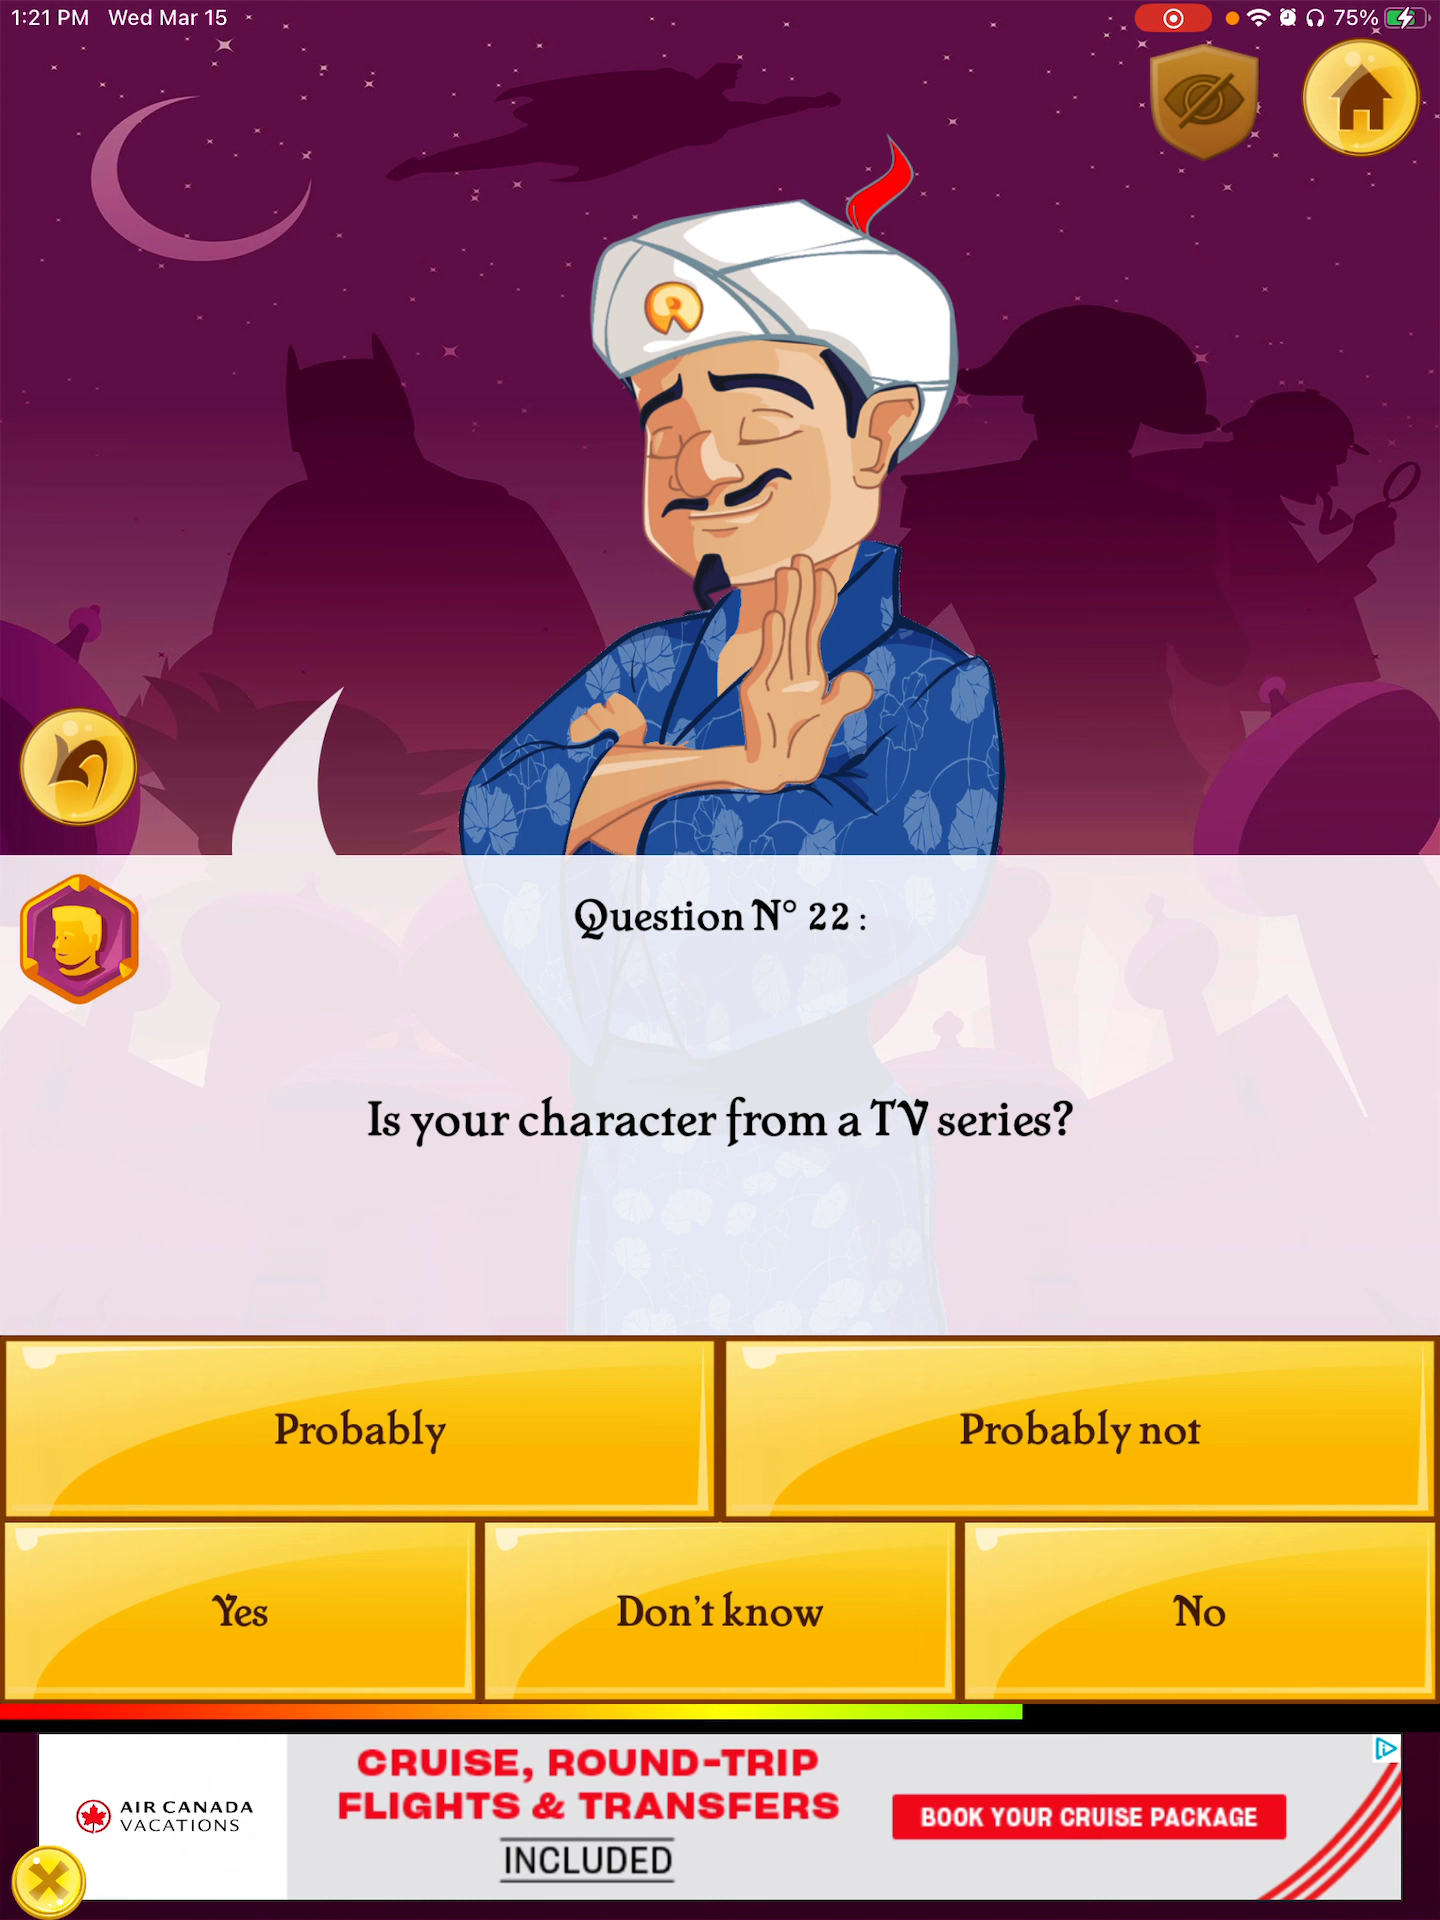 1:21 PM Wed Mar 15
75%
Question N° 22 :
Is your character from a TV series?
Probably
Probably not
Yes
Don't know
No
AIR CANADA
VACATIONS
CRUISE, ROUND-TRIP
FLIGHTS & TRANSFERS
INCLUDED
BOOK YOUR CRUISE PACKAGE